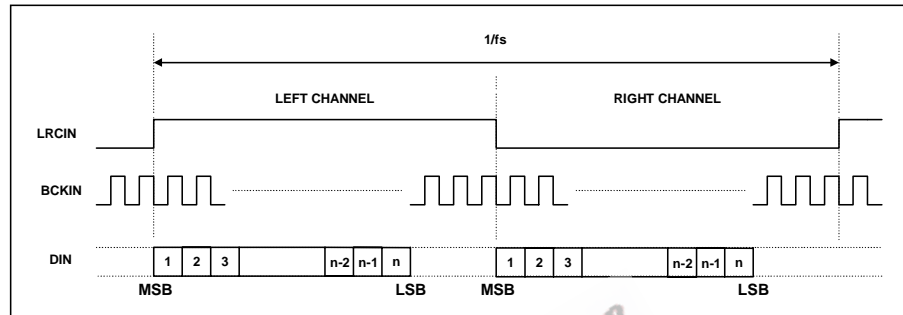 1/fs
LEFT CHANNEL RIGHT CHANNEL
LRCIN
BCKIN
DIN 1 2 3 n-2 n-1 n 1 2 3 n-2 n-1 n
MSB LSB MSB LSB